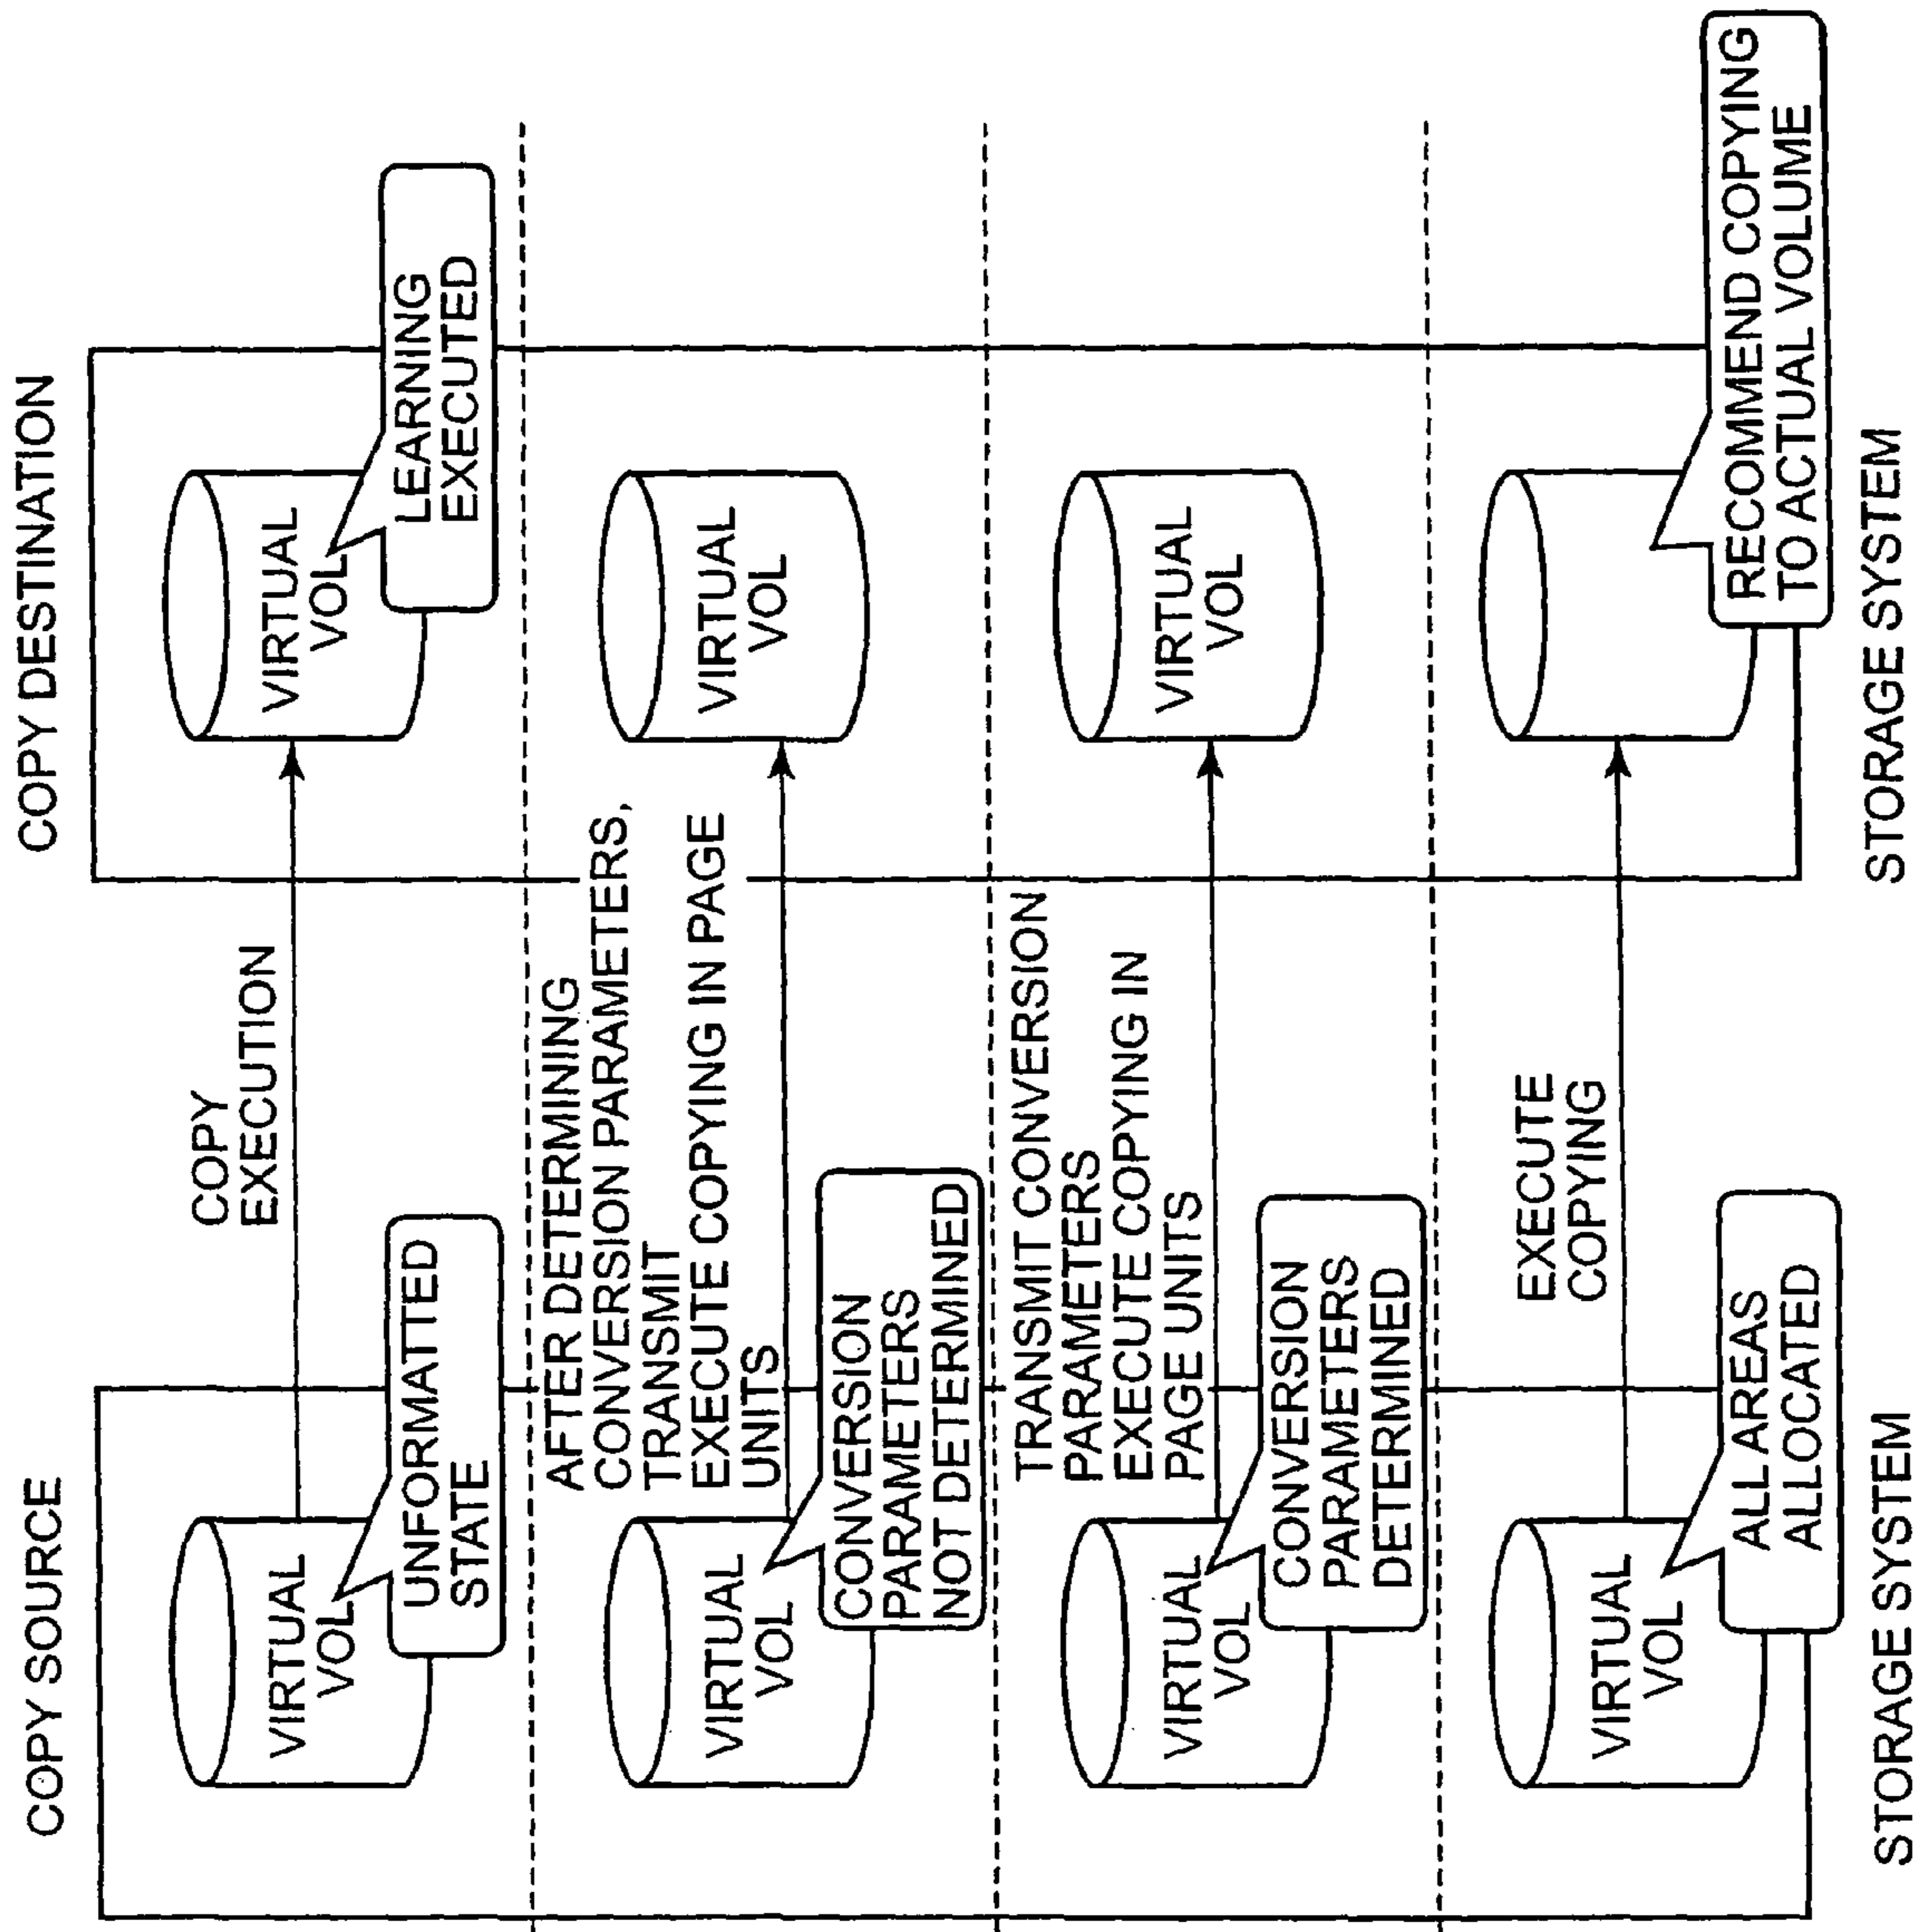 COPY SOURCE
COPY DESTINATION
VIRTUAL
VOL
UNFORMATTED
STATE
COPY
EXECUTION
VIRTUAL
VOL
LEARNING
EXECUTED
VIRTUAL
VOL
CONVERSION
PARAMETERS
NOT DETERMINED
AFTER DETERMINING
CONVERSION PARAMETERS,
TRANSMIT
EXECUTE COPYING IN PAGE
UNITS
VIRTUAL
VOL
VIRTUAL
VOL
CONVERSION
PARAMETERS
DETERMINED
TRANSMIT CONVERSION
PARAMETERS
EXECUTE COPYING IN
PAGE UNITS
VIRTUAL
VOL
VIRTUAL
VOL
ALL AREAS
ALLOCATED
EXECUTE
COPYING
RECOMMEND COPYING
TO ACTUAL VOLUME
STORAGE SYSTEM
STORAGE SYSTEM